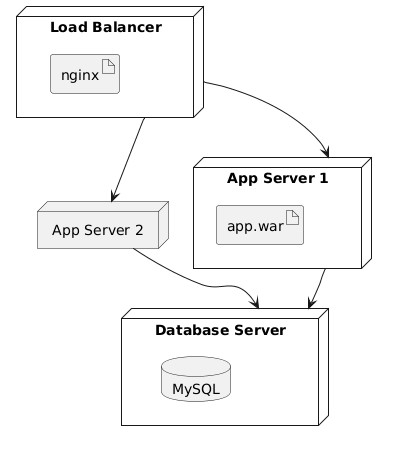 Load Balancer
nginx
App Server 1
app.war
App Server 2
Database Server
MySQL